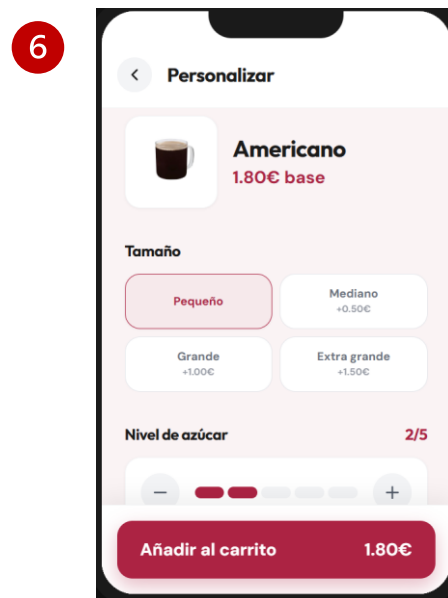 6
Personalizar
Americano
1.80€ base
Tamaño
Pequeño
Mediano
+0.50€
Grande
+1.00€
Extra grande
+1.50€
Nivel de azúcar 2/5
− +
Añadir al carrito 1.80€